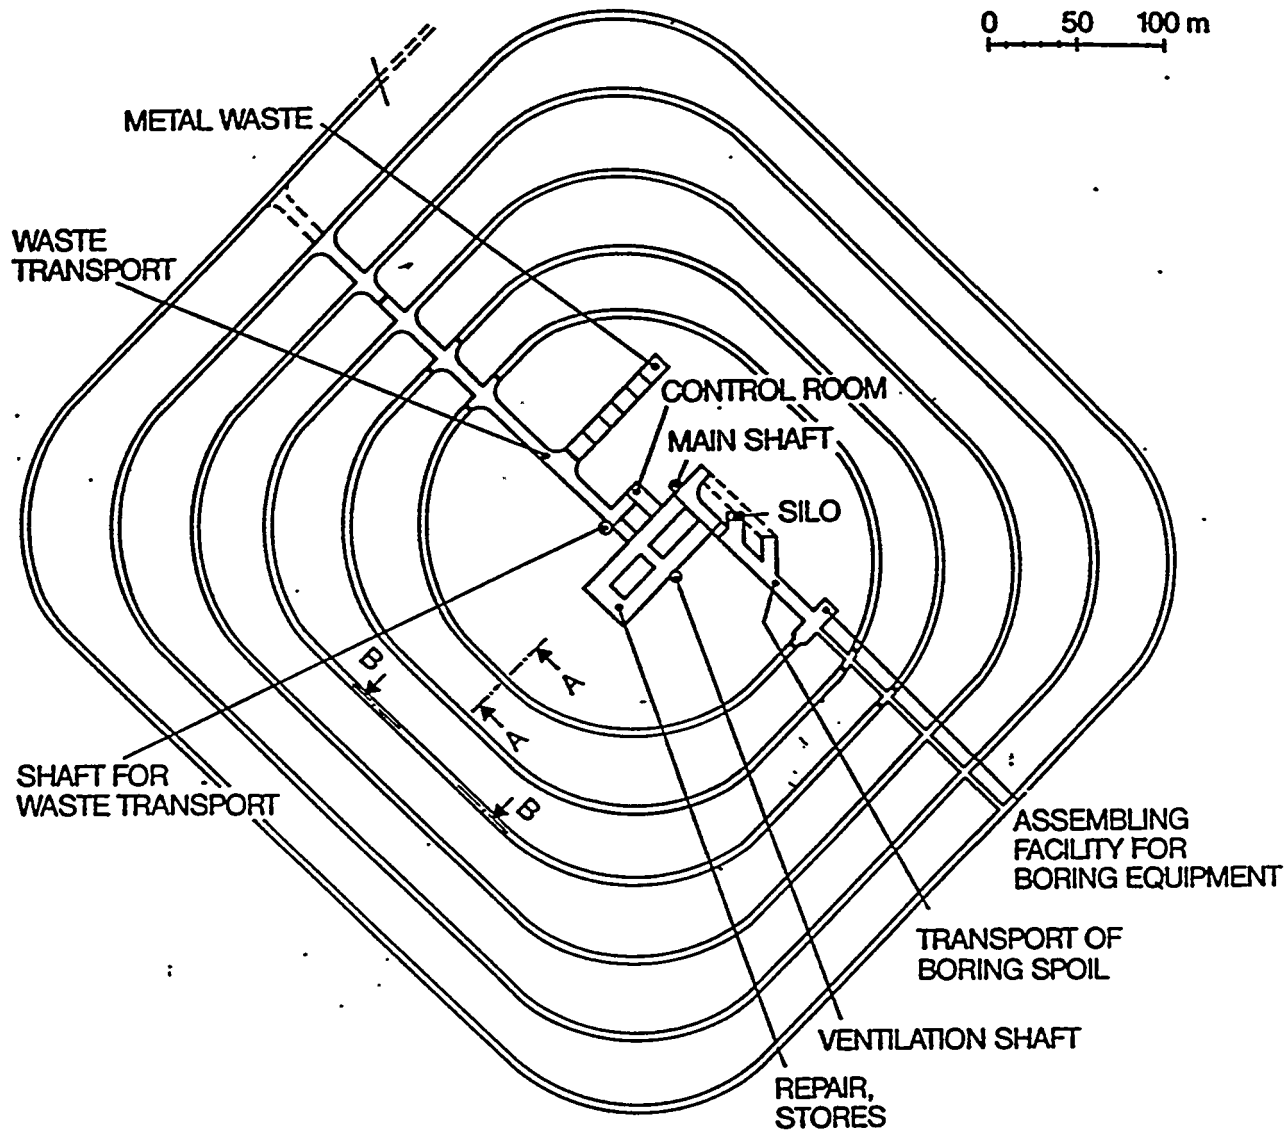 0 50 100 m
METAL WASTE
WASTE
TRANSPORT
CONTROL ROOM
MAIN SHAFT
SILO
B
A
A
B
SHAFT FOR
WASTE TRANSPORT
ASSEMBLING
FACILITY FOR
BORING EQUIPMENT
TRANSPORT OF
BORING SPOIL
VENTILATION SHAFT
REPAIR,
STORES